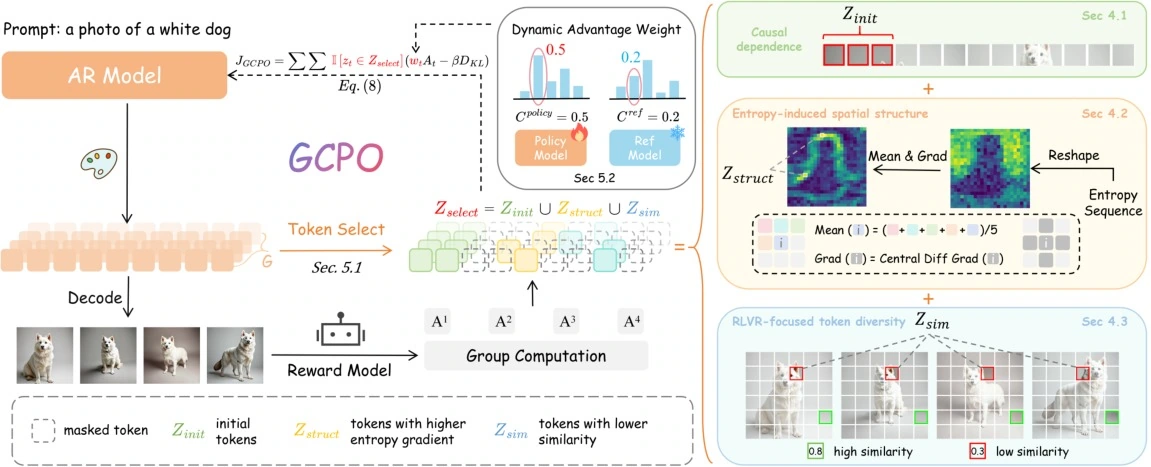 Prompt: a photo of a white dog
AR Model
J_GCPO = ∑∑ 𝕀[z_t ∈ Z_select](w_t A_t − βD_KL)
Eq.(8)
GCPO
Dynamic Advantage Weight
0.5
0.2
C^policy = 0.5
C^ref = 0.2
Policy
Model
Ref
Model
Sec 5.2
Z_select = Z_init ∪ Z_struct ∪ Z_sim
G
Token Select
Sec. 5.1
=
Decode
Reward Model
A¹
A²
A³
A⁴
Group Computation
masked token
Z_init
initial
tokens
Z_struct
tokens with higher
entropy gradient
Z_sim
tokens with lower
similarity
Causal
dependence
Z_init
Sec 4.1
+
Entropy-induced spatial structure
Sec 4.2
Z_struct
Mean & Grad
Reshape
Entropy
Sequence
Mean (i) = (++++)/5
Grad (i) = Central Diff Grad (i)
i
i
+
RLVR-focused token diversity
Z_sim
Sec 4.3
0.8
high similarity
0.3
low similarity